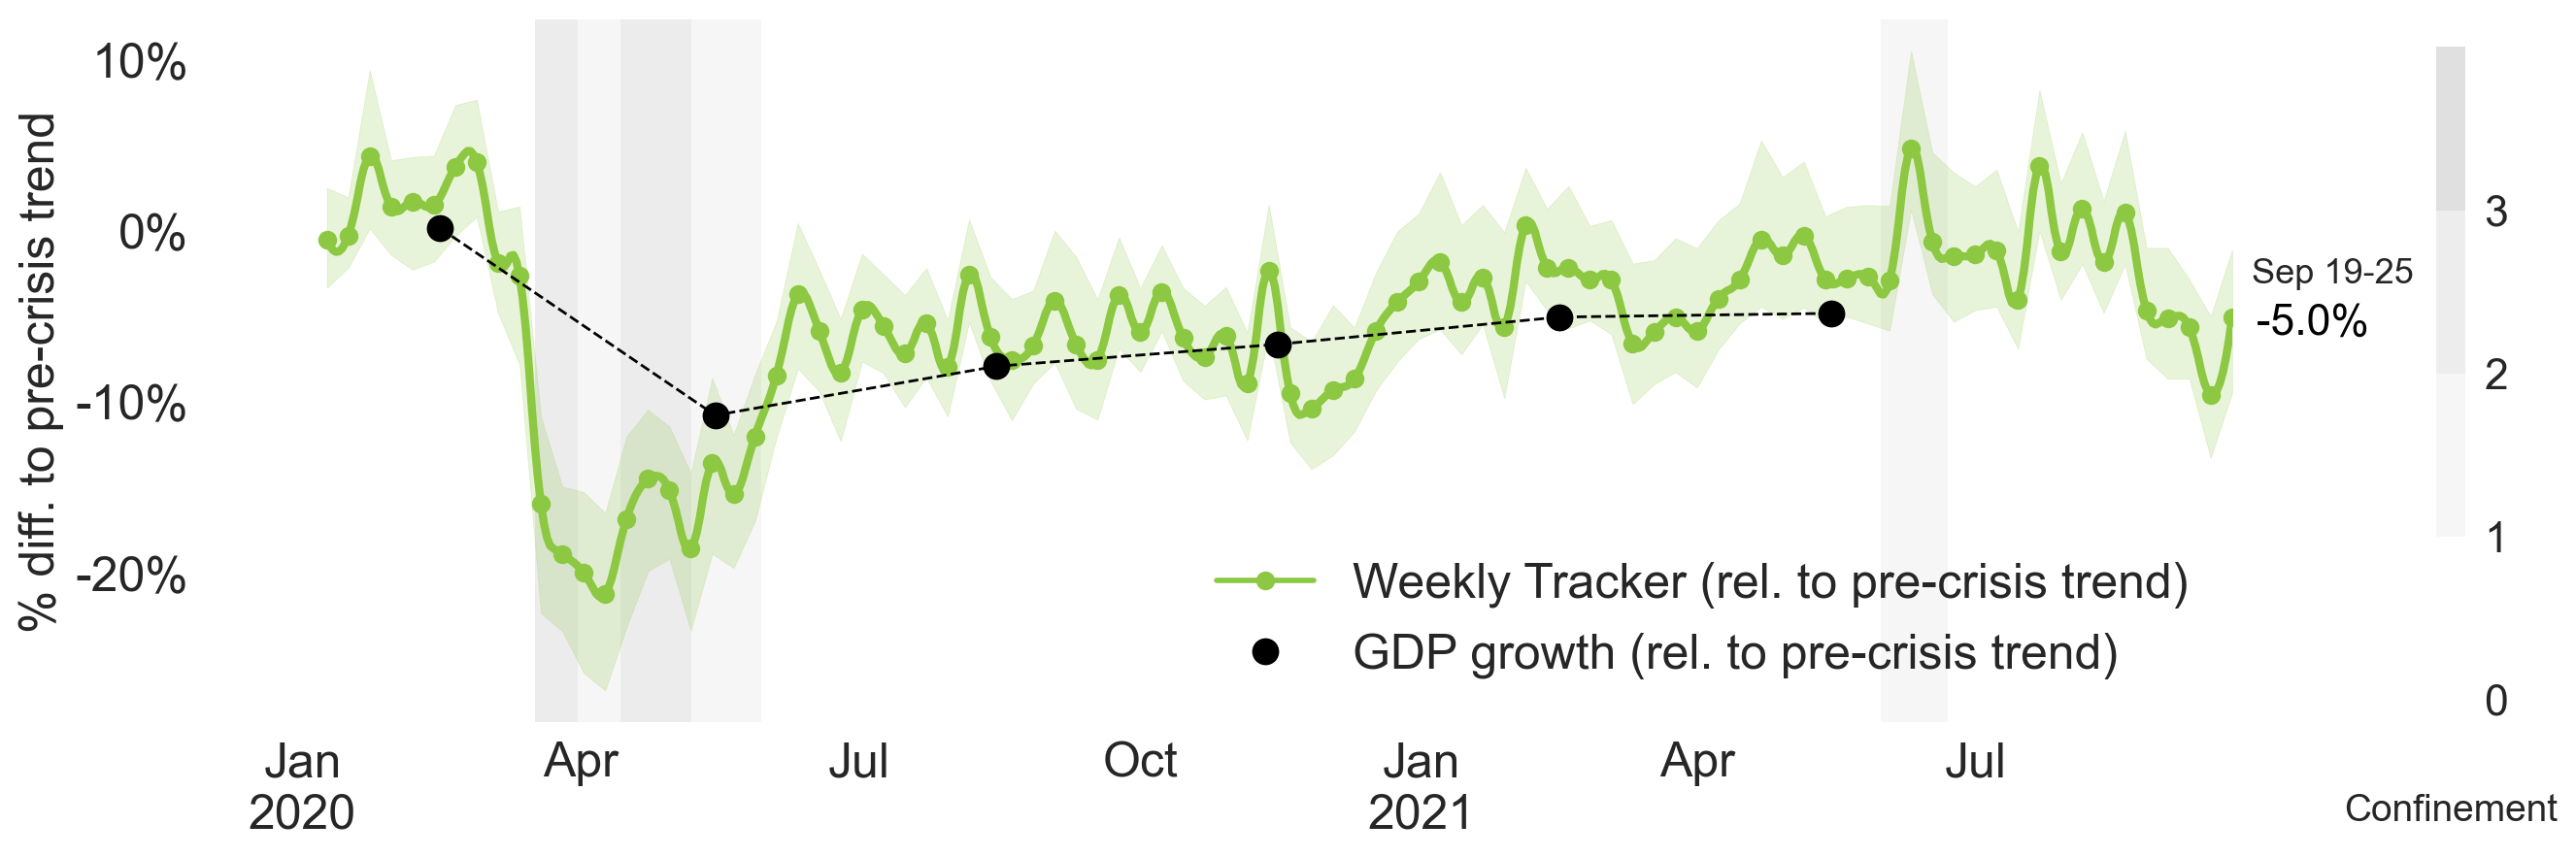 % diff. to pre-crisis trend
10%
0%
-10%
-20%
Sep 19-25
-5.0%
Weekly Tracker (rel. to pre-crisis trend)
GDP growth (rel. to pre-crisis trend)
Jan
2020
Apr
Jul
Oct
Jan
2021
Apr
Jul
3
2
1
0
Confinement